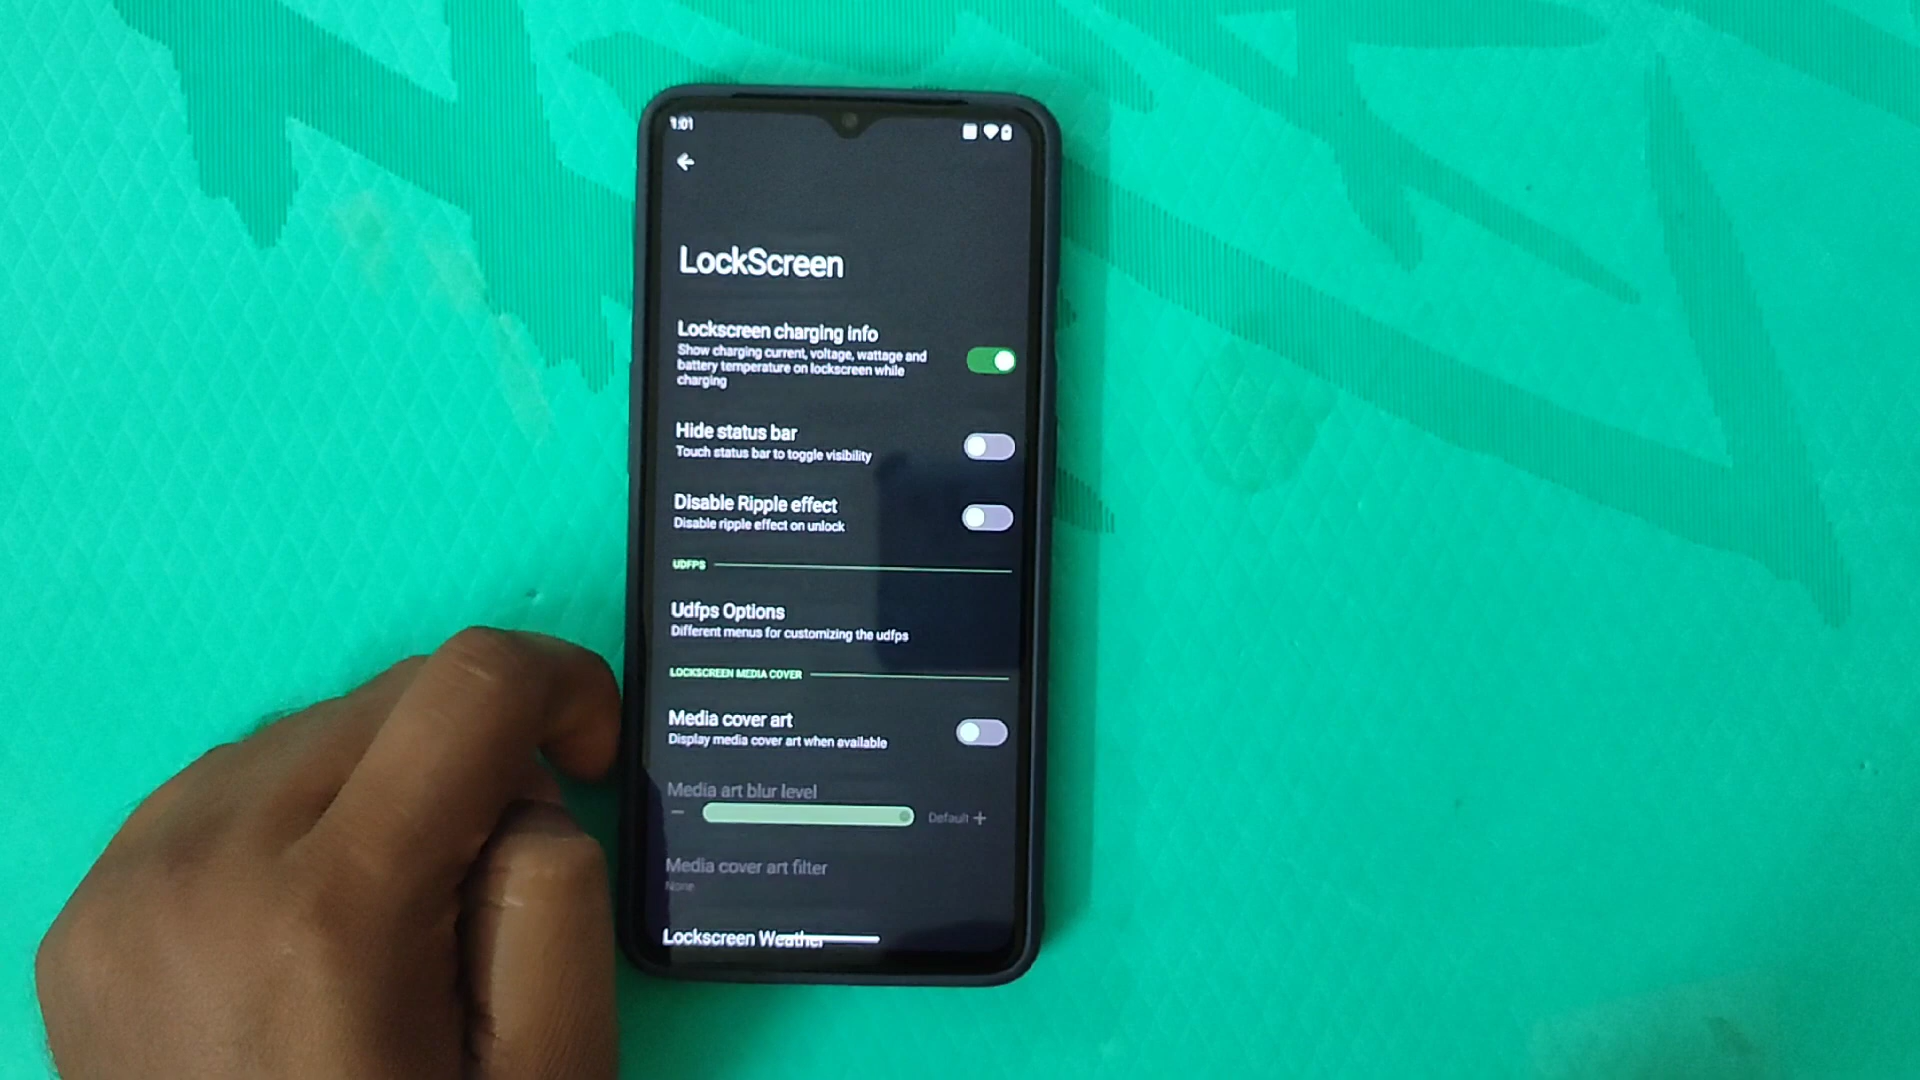 1:01
LockScreen
Lockscreen charging info
Show charging current, voltage, wattage and
battery temperature on lockscreen while
charging
Hide status bar
Touch status bar to toggle visibility
Disable Ripple effect
Disable ripple effect on unlock
UDFPS
Udfps Options
Different menus for customizing the udfps
LOCKSCREEN MEDIA COVER
Media cover art
Display media cover art when available
Media art blur level
Default
Media cover art filter
None
Lockscreen Weather